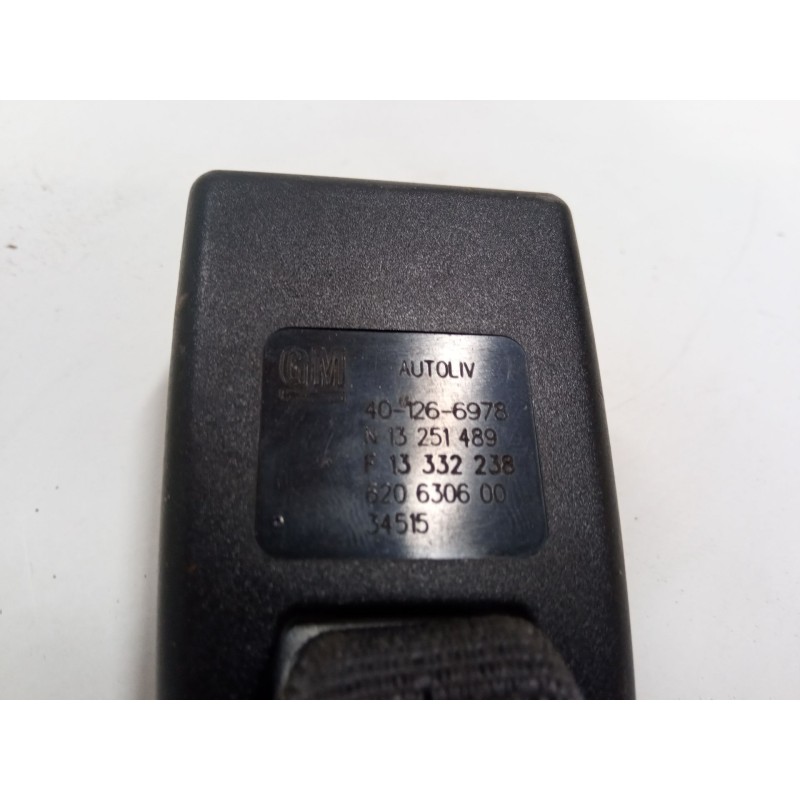 GM AUTOLIV
40-126-6978
N 13 251 489
F 13 332 238
620 6306 00
34515